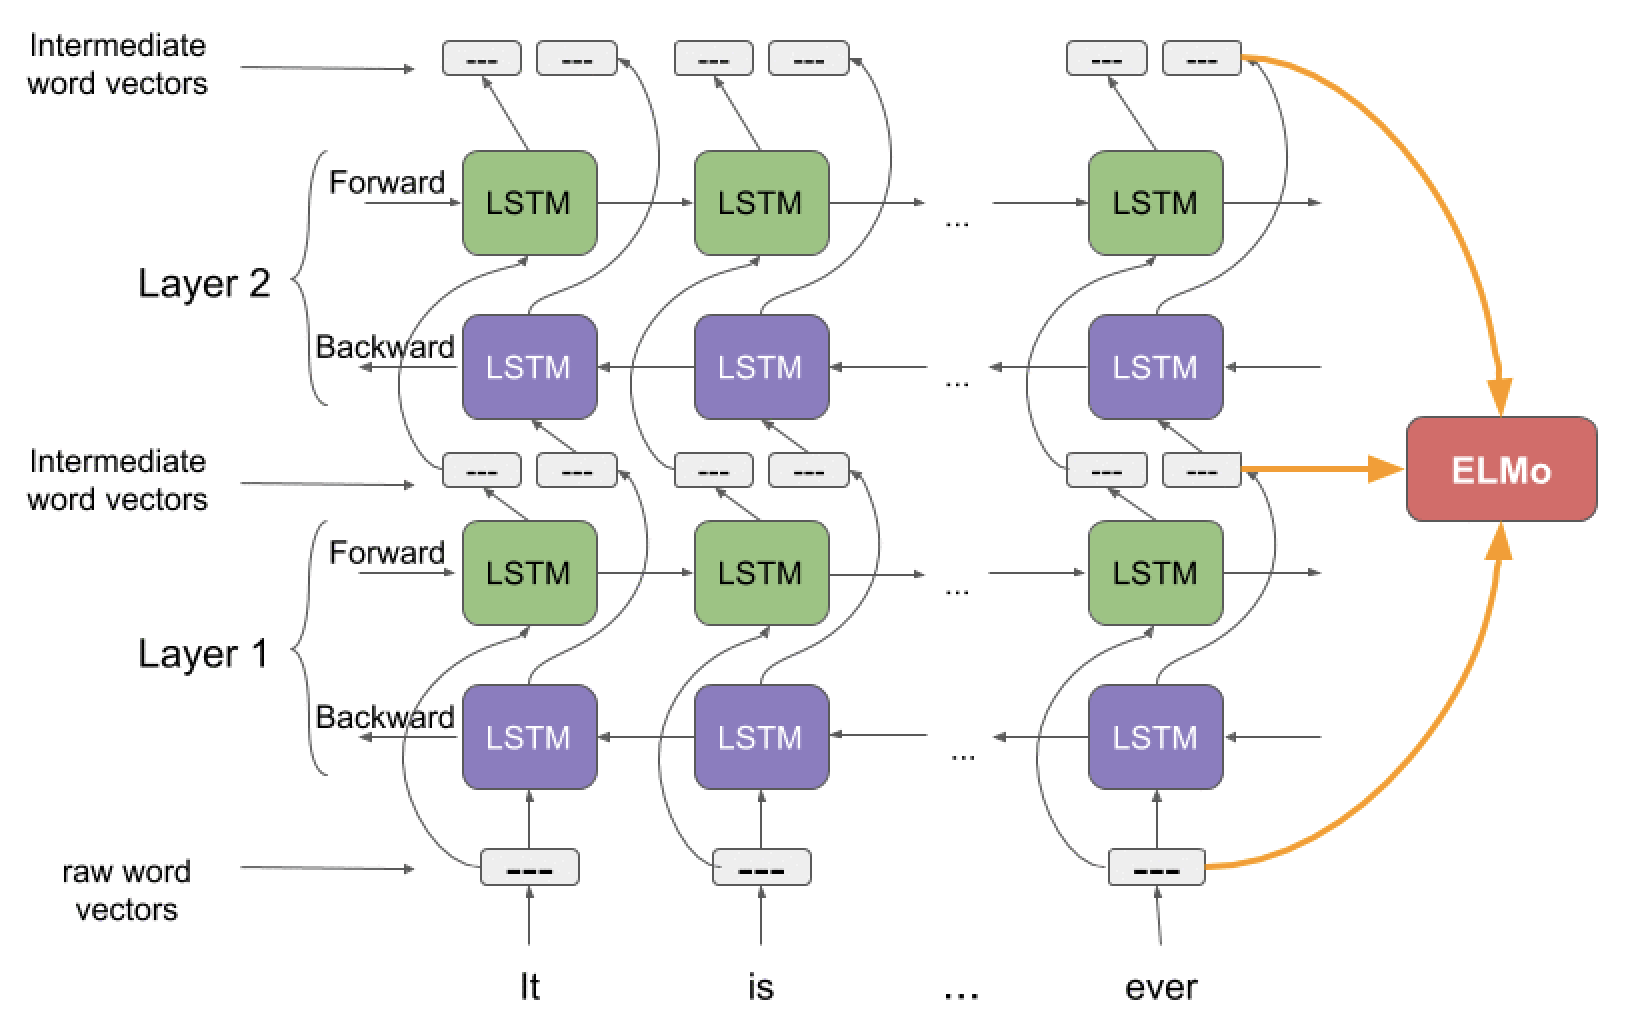 Intermediate
word vectors
--- --- --- --- --- ---
Forward
LSTM LSTM ... LSTM
Layer 2
Backward
LSTM LSTM ... LSTM
Intermediate
word vectors
--- --- --- --- --- ---
ELMo
Forward
LSTM LSTM ... LSTM
Layer 1
Backward
LSTM LSTM ... LSTM
raw word
vectors
--- --- ---
It is ... ever